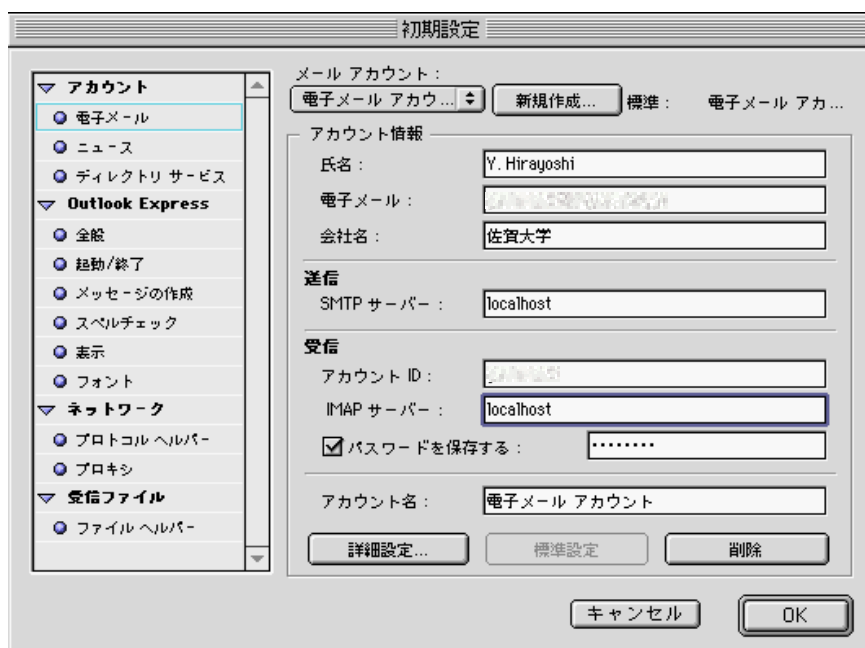 初期設定
アカウント
電子メール
ニュース
ディレクトリ サービス
Outlook Express
全般
起動/終了
メッセージの作成
スペルチェック
表示
フォント
ネットワーク
プロトコル ヘルパー
プロキシ
受信ファイル
ファイル ヘルパー
メール アカウント：
電子メール アカウ... 新規作成... 標準： 電子メール アカ...
アカウント情報
氏名： Y. Hirayoshi
電子メール：
会社名： 佐賀大学
送信
SMTP サーバー： localhost
受信
アカウント ID：
IMAP サーバー： localhost
パスワードを保存する： ••••••••
アカウント名： 電子メール アカウント
詳細設定... 標準設定 削除
キャンセル OK